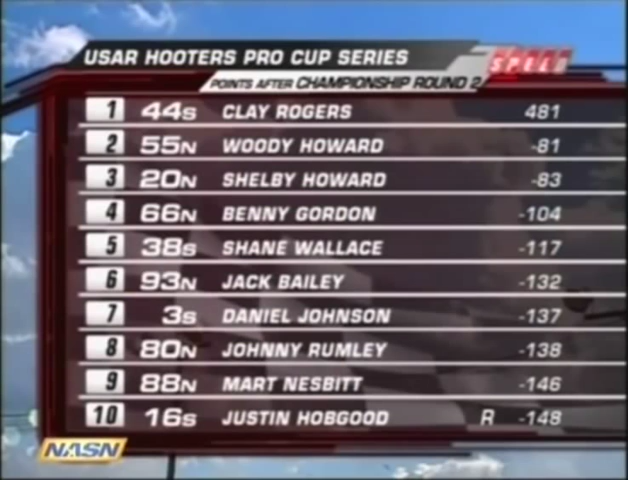 USAR HOOTERS PRO CUP SERIES
SPEED
POINTS AFTER CHAMPIONSHIP ROUND 2
1 44S CLAY ROGERS 481
2 55N WOODY HOWARD -81
3 20N SHELBY HOWARD -83
4 66N BENNY GORDON -104
5 38S SHANE WALLACE -117
6 93N JACK BAILEY -132
7 3S DANIEL JOHNSON -137
8 80N JOHNNY RUMLEY -138
9 88N MART NESBITT -146
10 16S JUSTIN HOBGOOD R -148
NASN